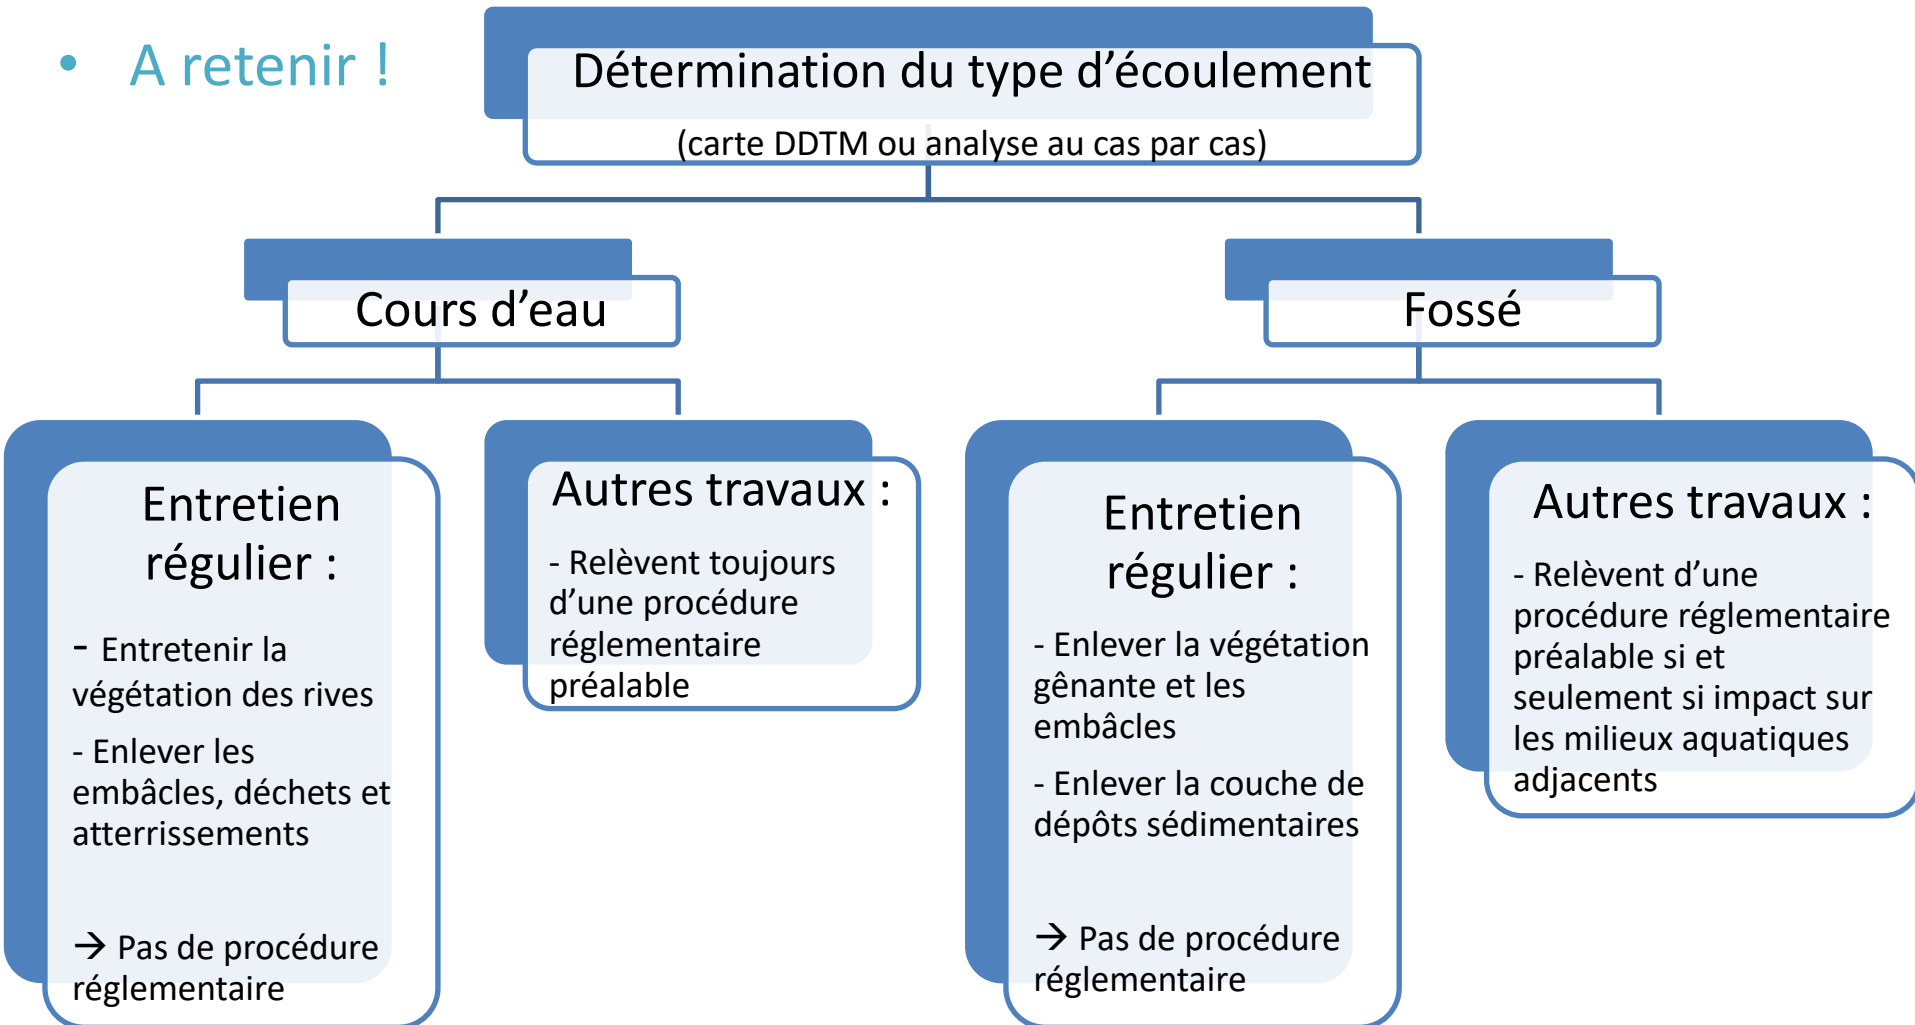 • A retenir !
Détermination du type d’écoulement
(carte DDTM ou analyse au cas par cas)
Cours d’eau
Fossé
Entretien
régulier :
- Entretenir la
végétation des rives
- Enlever les
embâcles, déchets et
atterrissements
→ Pas de procédure
réglementaire
Autres travaux :
- Relèvent toujours
d’une procédure
réglementaire
préalable
Entretien
régulier :
- Enlever la végétation
gênante et les
embâcles
- Enlever la couche de
dépôts sédimentaires
→ Pas de procédure
réglementaire
Autres travaux :
- Relèvent d’une
procédure réglementaire
préalable si et
seulement si impact sur
les milieux aquatiques
adjacents